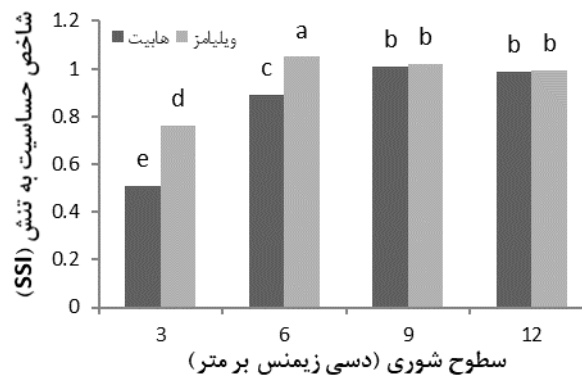 شاخص حساسیت به تنش (SSI)
1.2
1
0.8
0.6
0.4
0.2
0
هابیت
ویلیامز
e
d
c
a
b
b
b
b
3
6
9
12
سطوح شوری (دسی زیمنس بر متر)